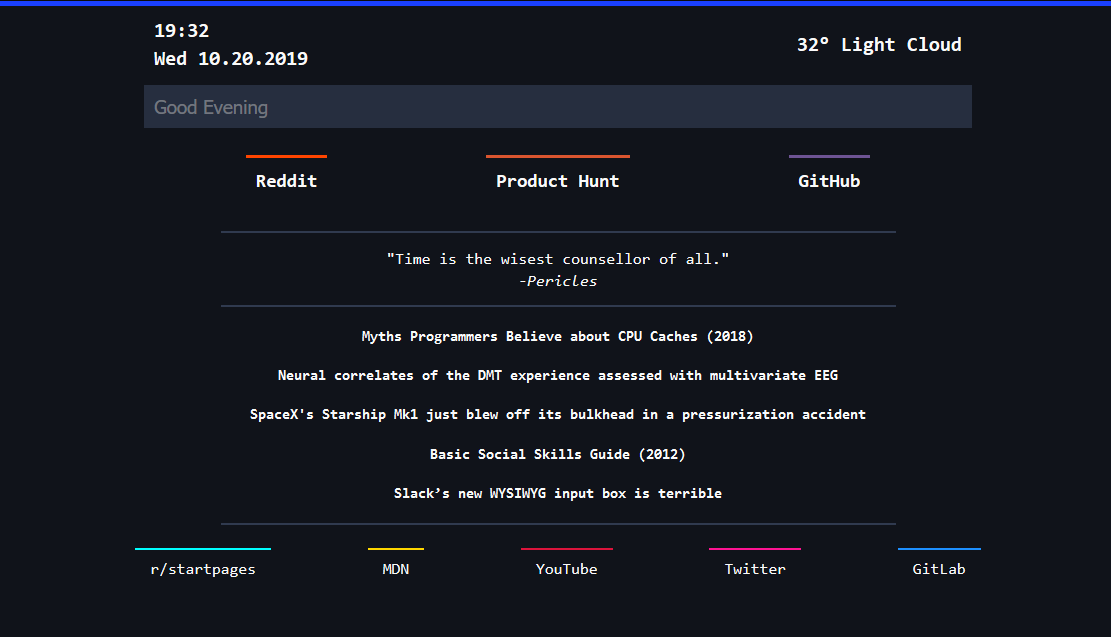 19:32
Wed 10.20.2019
32° Light Cloud
Good Evening
Reddit
Product Hunt
GitHub
"Time is the wisest counsellor of all."
-Pericles
Myths Programmers Believe about CPU Caches (2018)
Neural correlates of the DMT experience assessed with multivariate EEG
SpaceX's Starship Mk1 just blew off its bulkhead in a pressurization accident
Basic Social Skills Guide (2012)
Slack’s new WYSIWYG input box is terrible
r/startpages
MDN
YouTube
Twitter
GitLab